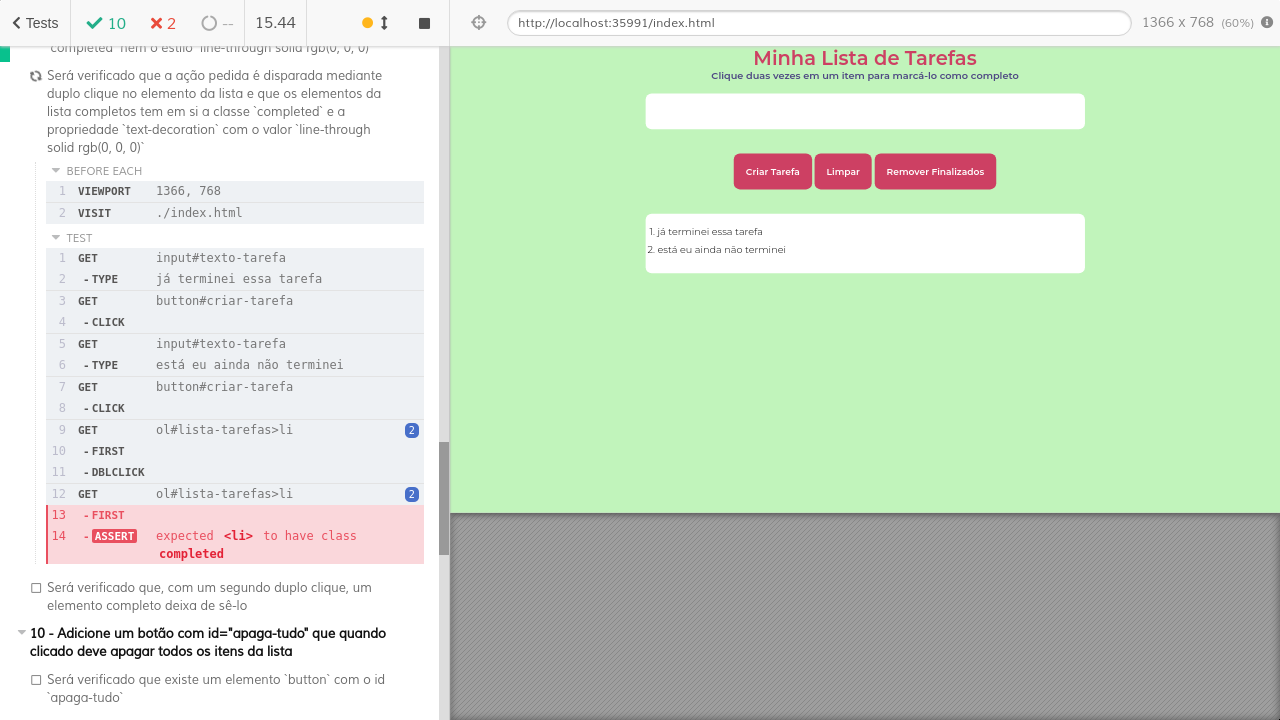 Tests
10
2
--
15.44
http://localhost:35991/index.html
1366 x 768 (60%)
`completed` nem o estilo `line-through solid rgb(0, 0, 0)`
Será verificado que a ação pedida é disparada mediante
duplo clique no elemento da lista e que os elementos da
lista completos tem em si a classe `completed` e a
propriedade `text-decoration` com o valor `line-through
solid rgb(0, 0, 0)`
BEFORE EACH
1 VIEWPORT 1366, 768
2 VISIT ./index.html
TEST
1 GET input#texto-tarefa
2 -TYPE já terminei essa tarefa
3 GET button#criar-tarefa
4 -CLICK
5 GET input#texto-tarefa
6 -TYPE está eu ainda não terminei
7 GET button#criar-tarefa
8 -CLICK
9 GET ol#lista-tarefas>li 2
10 -FIRST
11 -DBLCLICK
12 GET ol#lista-tarefas>li 2
13 -FIRST
14 -ASSERT expected <li> to have class
completed
Será verificado que, com um segundo duplo clique, um
elemento completo deixa de sê-lo
10 - Adicione um botão com id="apaga-tudo" que quando
clicado deve apagar todos os itens da lista
Será verificado que existe um elemento `button` com o id
`apaga-tudo`
Minha Lista de Tarefas
Clique duas vezes em um item para marcá-lo como completo
Criar Tarefa
Limpar
Remover Finalizados
1. já terminei essa tarefa
2. está eu ainda não terminei